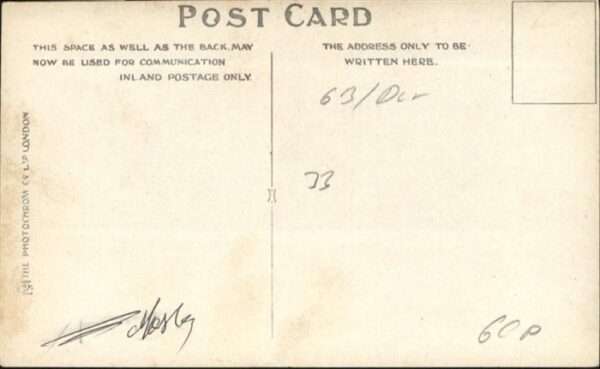 POST CARD
THIS SPACE AS WELL AS THE BACK, MAY
NOW BE USED FOR COMMUNICATION
INLAND POSTAGE ONLY.
THE ADDRESS ONLY TO BE
WRITTEN HERE.
63/
33
THE PHOTOCHROM Co LTD LONDON
60p